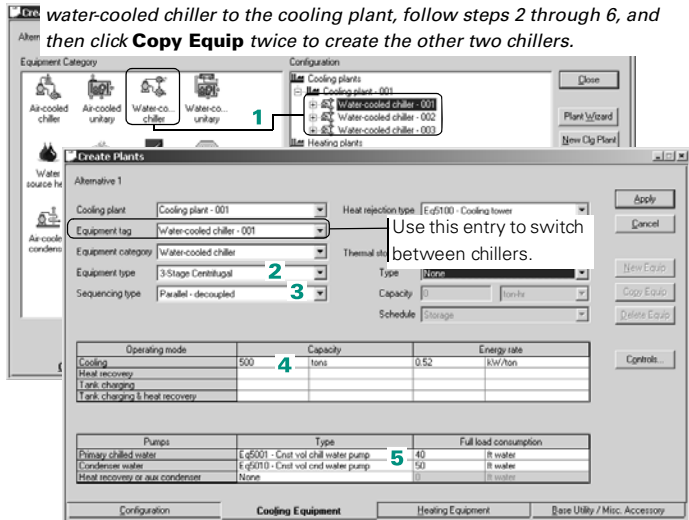 water-cooled chiller to the cooling plant, follow steps 2 through 6, and
then click Copy Equip twice to create the other two chillers.
Equipment Category
Configuration
Air-cooled chiller
Air-cooled unitary
Water-co... chiller
Water-co... unitary
1
Cooling plants
Cooling plant - 001
Water-cooled chiller - 001
Water-cooled chiller - 002
Water-cooled chiller - 003
Heating plants
Close
Plant Wizard
New Clg Plant
Water
source he
Air-coole
condens
Create Plants
Alternative 1
Cooling plant
Cooling plant - 001
Heat rejection type
Eq5100 - Cooling tower
Apply
Equipment tag
Water-cooled chiller - 001
Use this entry to switch
between chillers.
Cancel
Equipment category
Water-cooled chiller
Thermal sto
Equipment type
3-Stage Centrifugal
2
Type
None
New Equip
Sequencing type
Parallel - decoupled
3
Capacity
0
ton-hr
Copy Equip
Schedule
Storage
Delete Equip
Operating mode Capacity Energy rate
Cooling 500 4 tons 0.52 kW/ton
Controls...
Heat recovery
Tank charging
Tank charging & heat recovery
Pumps Type Full load consumption
Primary chilled water Eq5001 - Cnst vol chill water pump 5 40 ft water
Condenser water Eq5010 - Cnst vol cnd water pump 50 ft water
Heat recovery or aux condenser None 0 ft water
Configuration
Cooling Equipment
Heating Equipment
Base Utility / Misc. Accessory